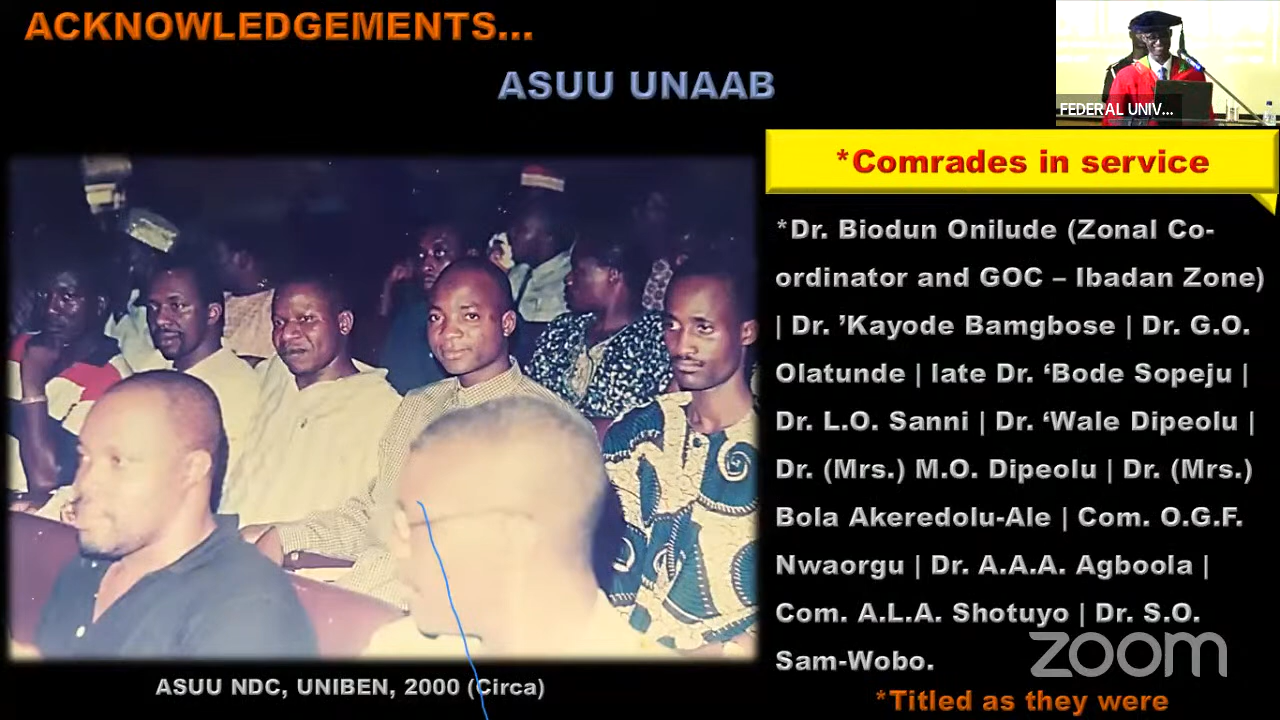 ACKNOWLEDGEMENTS...
ASUU UNAAB
FEDERAL UNIV...
*Comrades in service
*Dr. Biodun Onilude (Zonal Co-
ordinator and GOC – Ibadan Zone)
| Dr. ’Kayode Bamgbose | Dr. G.O.
Olatunde | late Dr. ‘Bode Sopeju |
Dr. L.O. Sanni | Dr. ‘Wale Dipeolu |
Dr. (Mrs.) M.O. Dipeolu | Dr. (Mrs.)
Bola Akeredolu-Ale | Com. O.G.F.
Nwaorgu | Dr. A.A.A. Agboola |
Com. A.L.A. Shotuyo | Dr. S.O.
Sam-Wobo.
zoom
*Titled as they were
ASUU NDC, UNIBEN, 2000 (Circa)